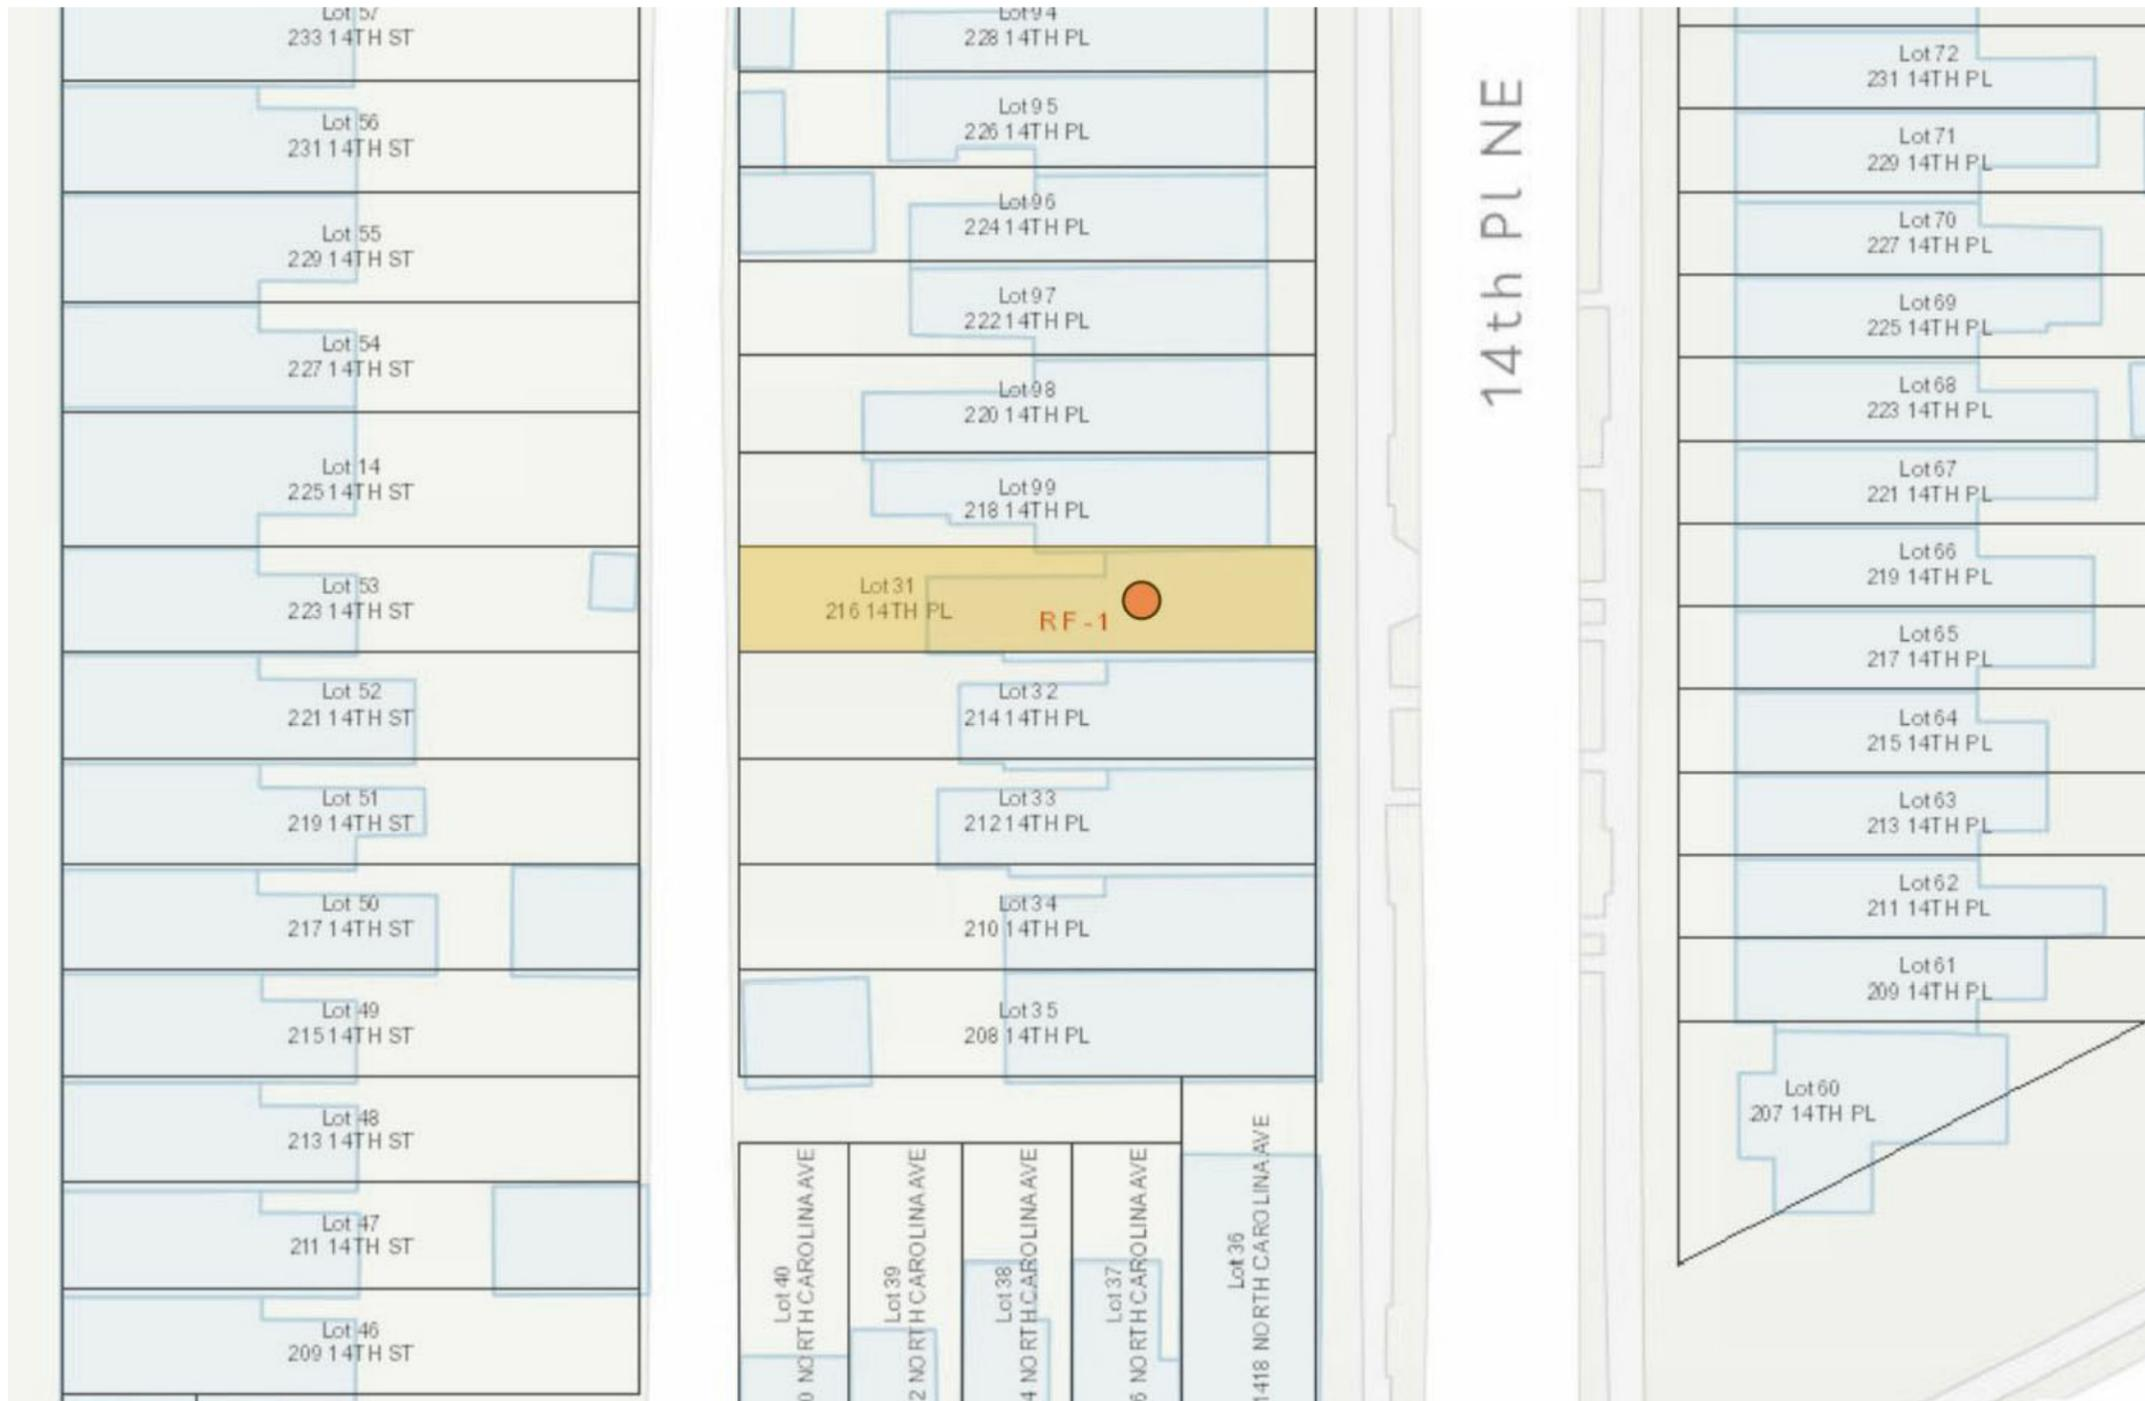 Lot 57
233 14TH ST
Lot 56
231 14TH ST
Lot 55
229 14TH ST
Lot 54
227 14TH ST
Lot 14
225 14TH ST
Lot 53
223 14TH ST
Lot 52
221 14TH ST
Lot 51
219 14TH ST
Lot 50
217 14TH ST
Lot 49
215 14TH ST
Lot 48
213 14TH ST
Lot 47
211 14TH ST
Lot 46
209 14TH ST
Lot 94
228 14TH PL
Lot 95
226 14TH PL
Lot 96
224 14TH PL
Lot 97
222 14TH PL
Lot 98
220 14TH PL
Lot 99
218 14TH PL
Lot 31
216 14TH PL
RF-1
Lot 32
214 14TH PL
Lot 33
212 14TH PL
Lot 34
210 14TH PL
Lot 35
208 14TH PL
Lot 40
0 NORTH CAROLINA AVE
Lot 39
2 NORTH CAROLINA AVE
Lot 38
4 NORTH CAROLINA AVE
Lot 37
6 NORTH CAROLINA AVE
Lot 36
1418 NORTH CAROLINA AVE
14th Pl NE
Lot 72
231 14TH PL
Lot 71
229 14TH PL
Lot 70
227 14TH PL
Lot 69
225 14TH PL
Lot 68
223 14TH PL
Lot 67
221 14TH PL
Lot 66
219 14TH PL
Lot 65
217 14TH PL
Lot 64
215 14TH PL
Lot 63
213 14TH PL
Lot 62
211 14TH PL
Lot 61
209 14TH PL
Lot 60
207 14TH PL